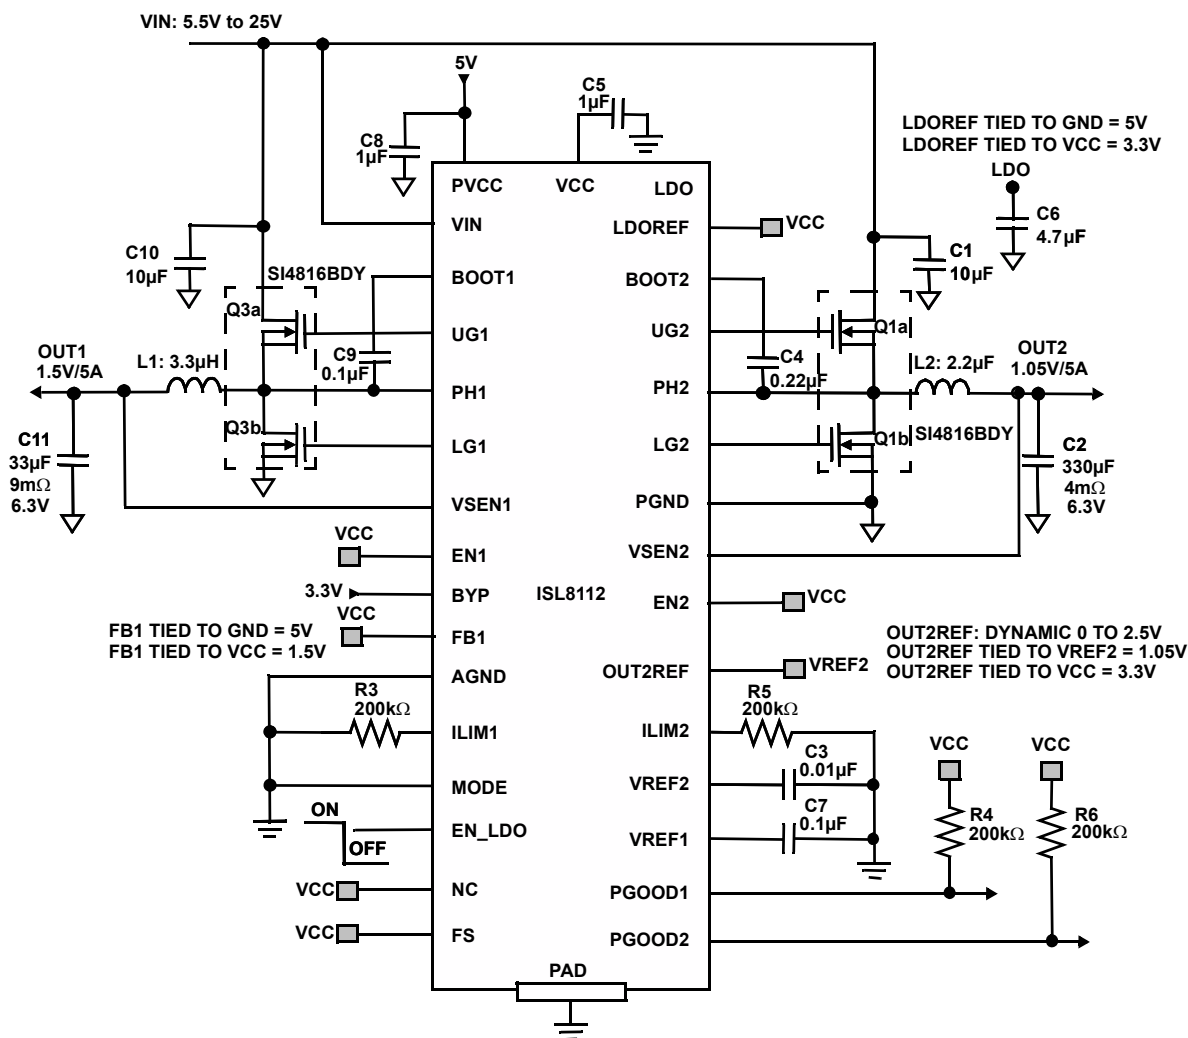 VIN: 5.5V to 25V
5V
C5
1µF
C8
1µF
LDOREF TIED TO GND = 5V
LDOREF TIED TO VCC = 3.3V
LDO
C6
4.7µF
PVCC
VCC
LDO
VIN
LDOREF
VCC
C10
10µF
C1
10µF
SI4816BDY
BOOT1
BOOT2
Q3a
Q1a
UG1
UG2
OUT1
1.5V/5A
L1: 3.3µH
C9
0.1µF
C4
0.22µF
L2: 2.2µF
OUT2
1.05V/5A
PH1
PH2
Q3b
Q1b
SI4816BDY
LG1
LG2
C11
33µF
9mΩ
6.3V
C2
330µF
4mΩ
6.3V
VSEN1
PGND
VCC
EN1
VSEN2
3.3V
BYP
ISL8112
EN2
VCC
VCC
FB1
FB1 TIED TO GND = 5V
FB1 TIED TO VCC = 1.5V
OUT2REF: DYNAMIC 0 TO 2.5V
OUT2REF TIED TO VREF2 = 1.05V
OUT2REF TIED TO VCC = 3.3V
AGND
OUT2REF
VREF2
R3
200kΩ
R5
200kΩ
ILIM1
ILIM2
VCC
VCC
C3
0.01µF
MODE
VREF2
ON
OFF
EN_LDO
C7
0.1µF
VREF1
R4
200kΩ
R6
200kΩ
VCC
NC
PGOOD1
VCC
FS
PGOOD2
PAD